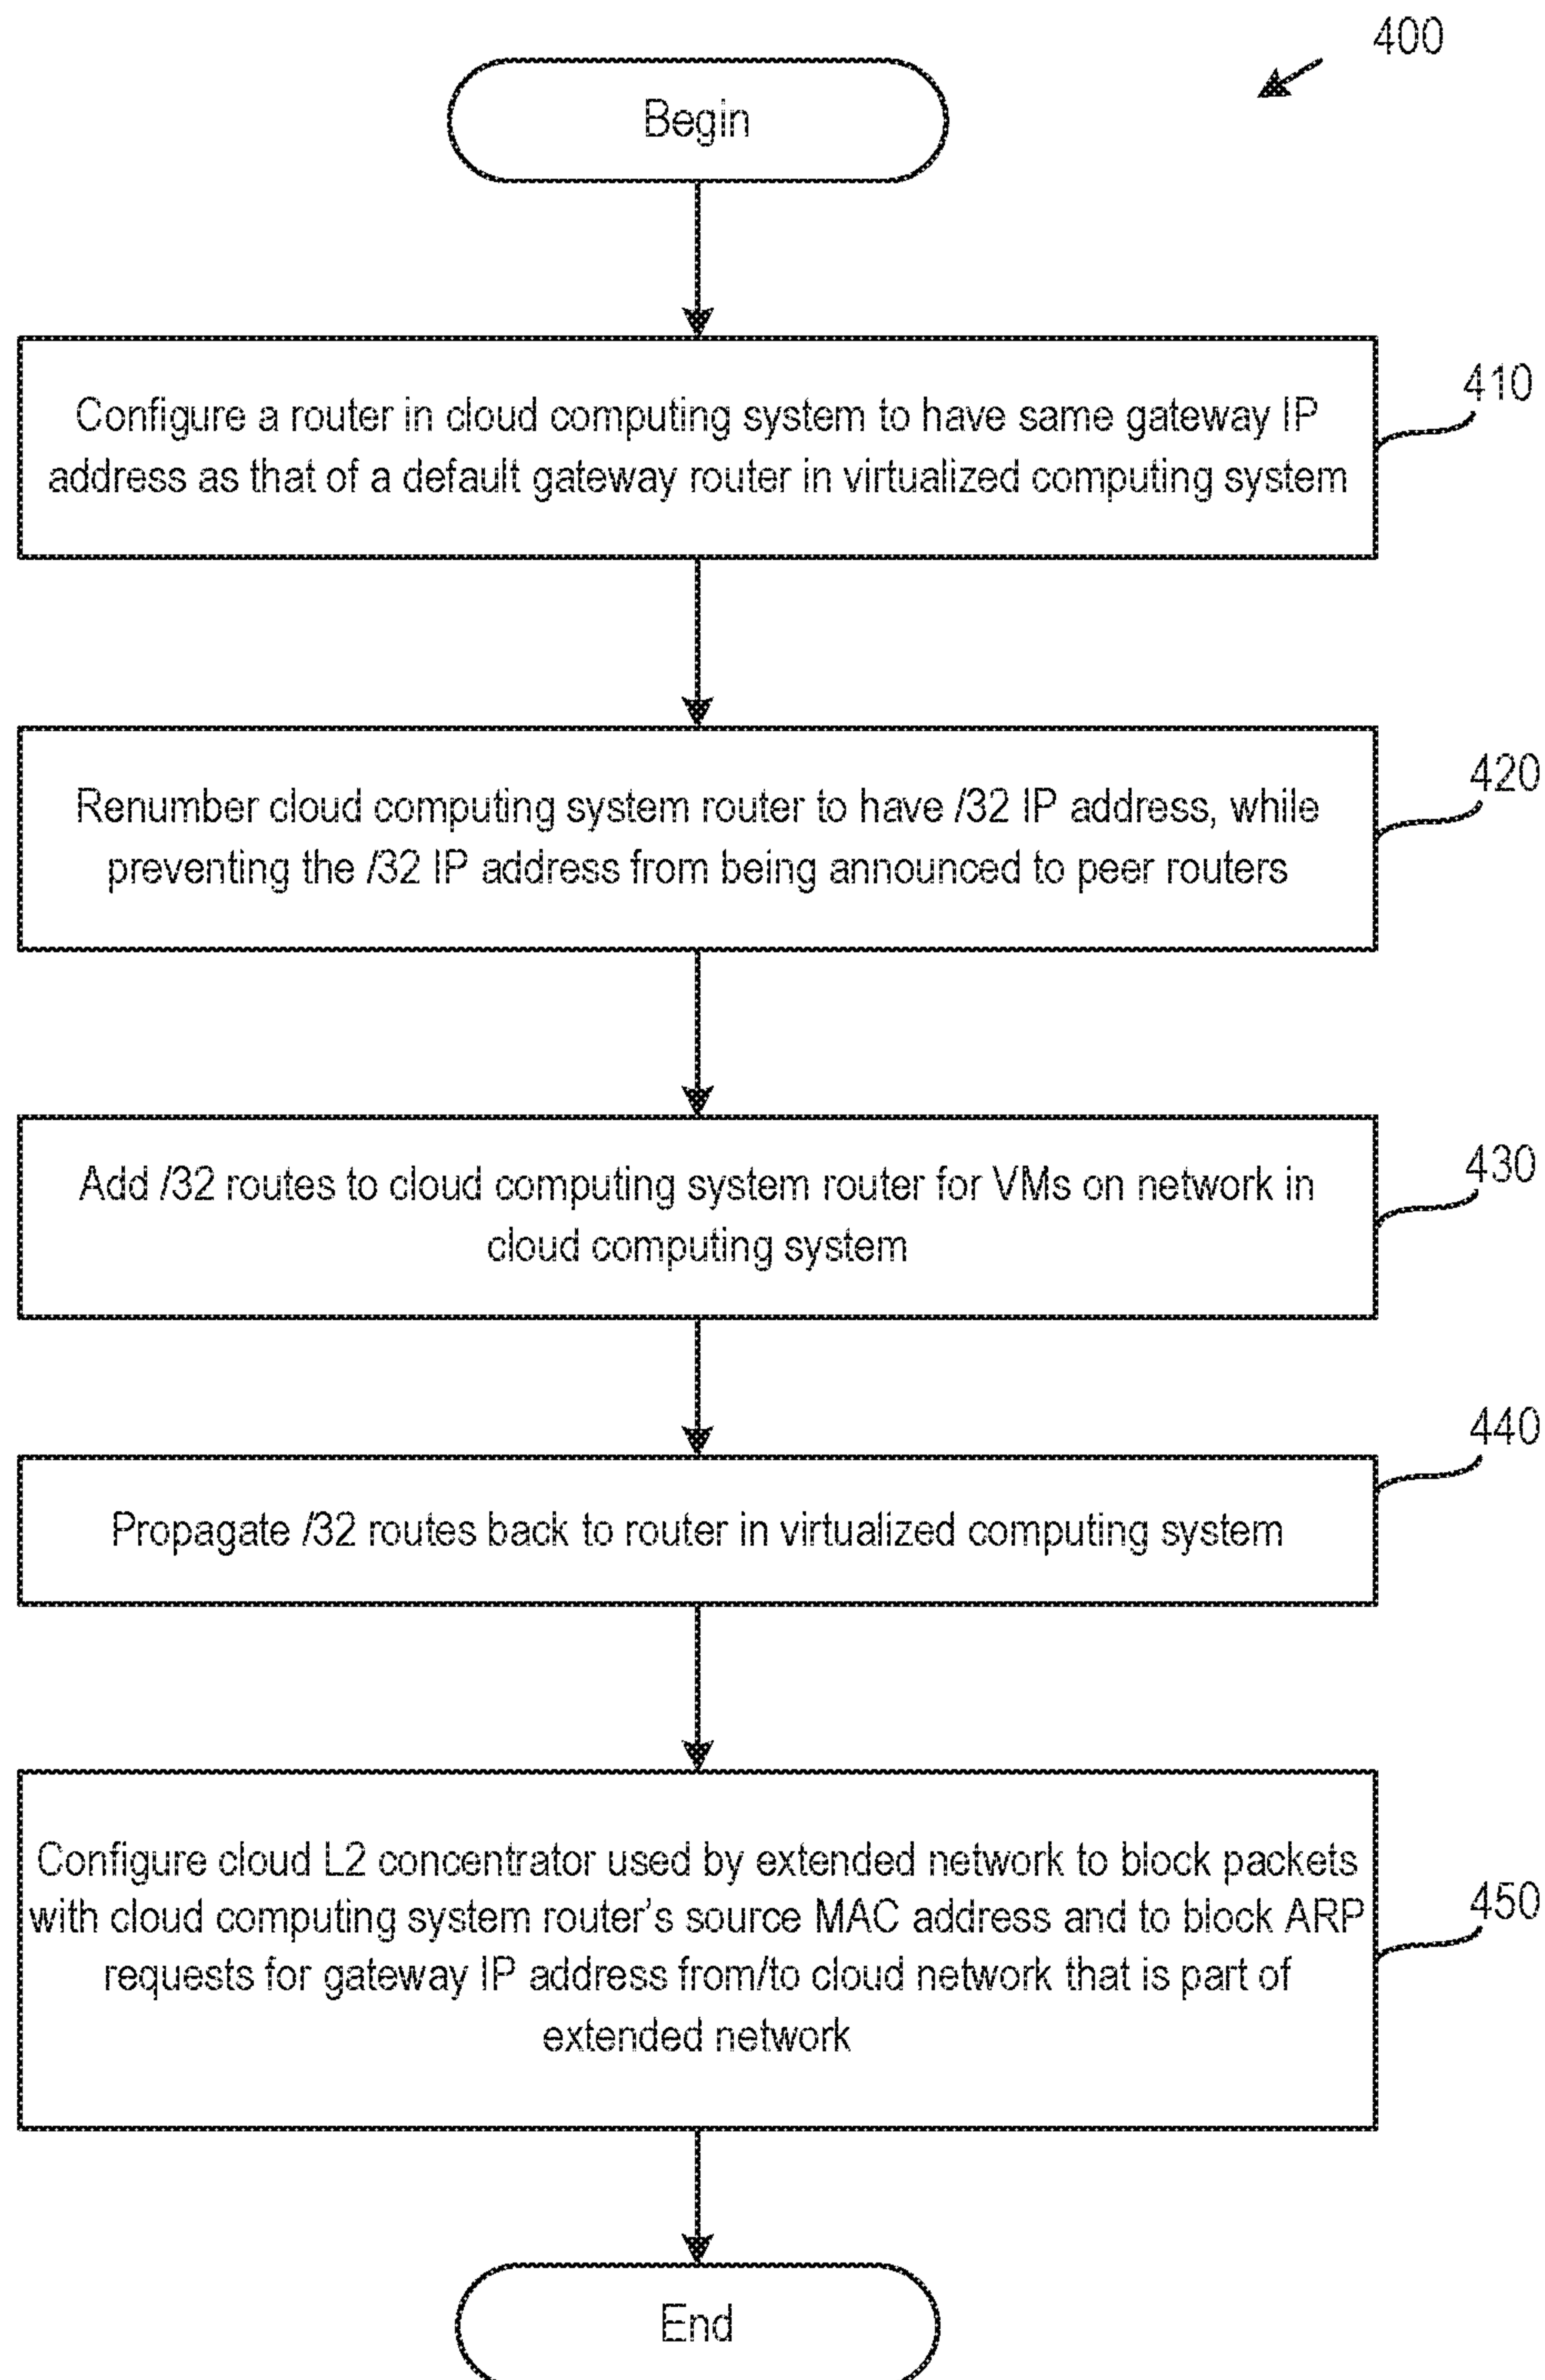 400
Begin
Configure a router in cloud computing system to have same gateway IP
address as that of a default gateway router in virtualized computing system
410
Renumber cloud computing system router to have /32 IP address, while
preventing the /32 IP address from being announced to peer routers
420
Add /32 routes to cloud computing system router for VMs on network in
cloud computing system
430
Propagate /32 routes back to router in virtualized computing system
440
Configure cloud L2 concentrator used by extended network to block packets
with cloud computing system router's source MAC address and to block ARP
requests for gateway IP address from/to cloud network that is part of
extended network
450
End